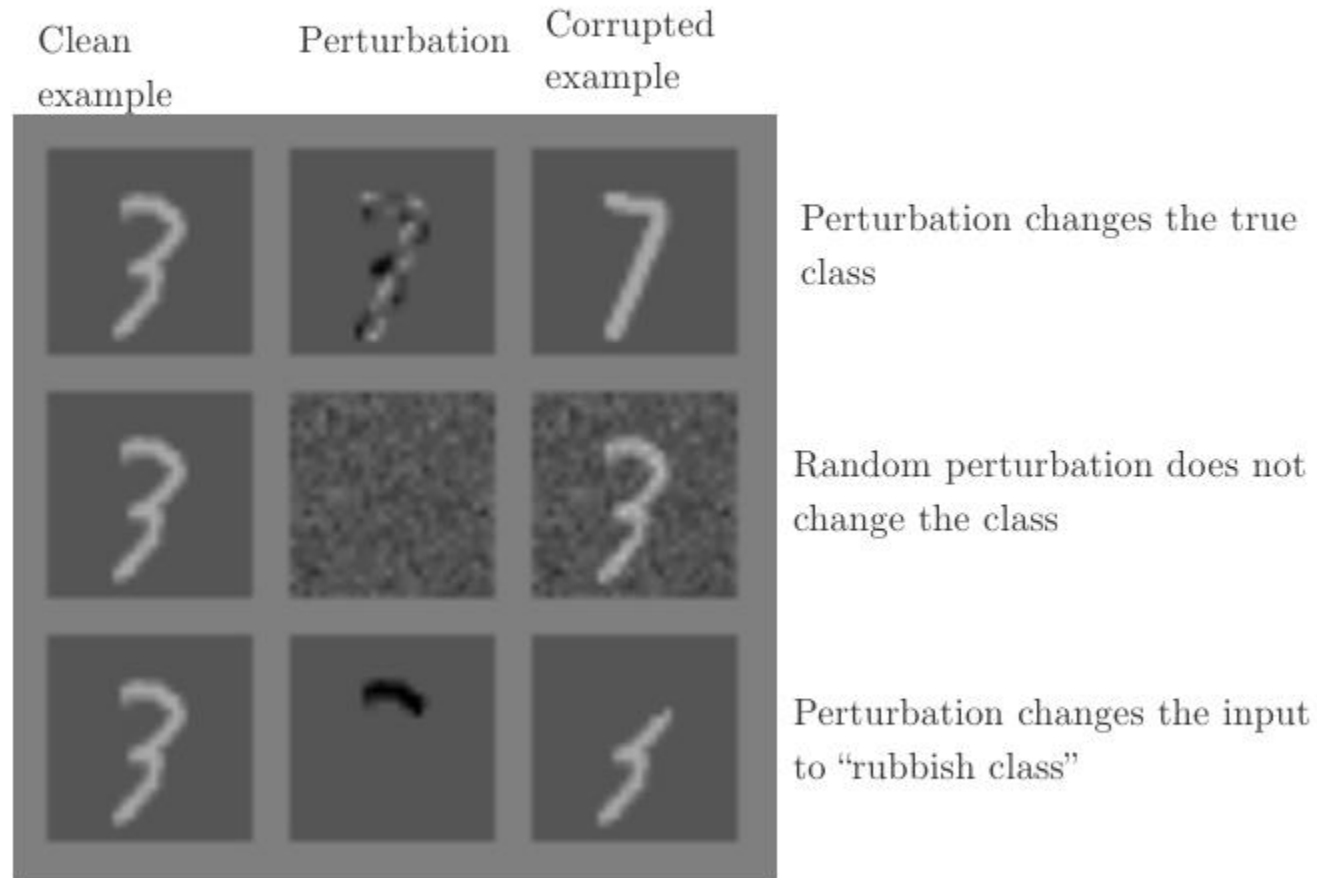 Clean
example
Perturbation
Corrupted
example
Perturbation changes the true
class
Random perturbation does not
change the class
Perturbation changes the input
to “rubbish class”